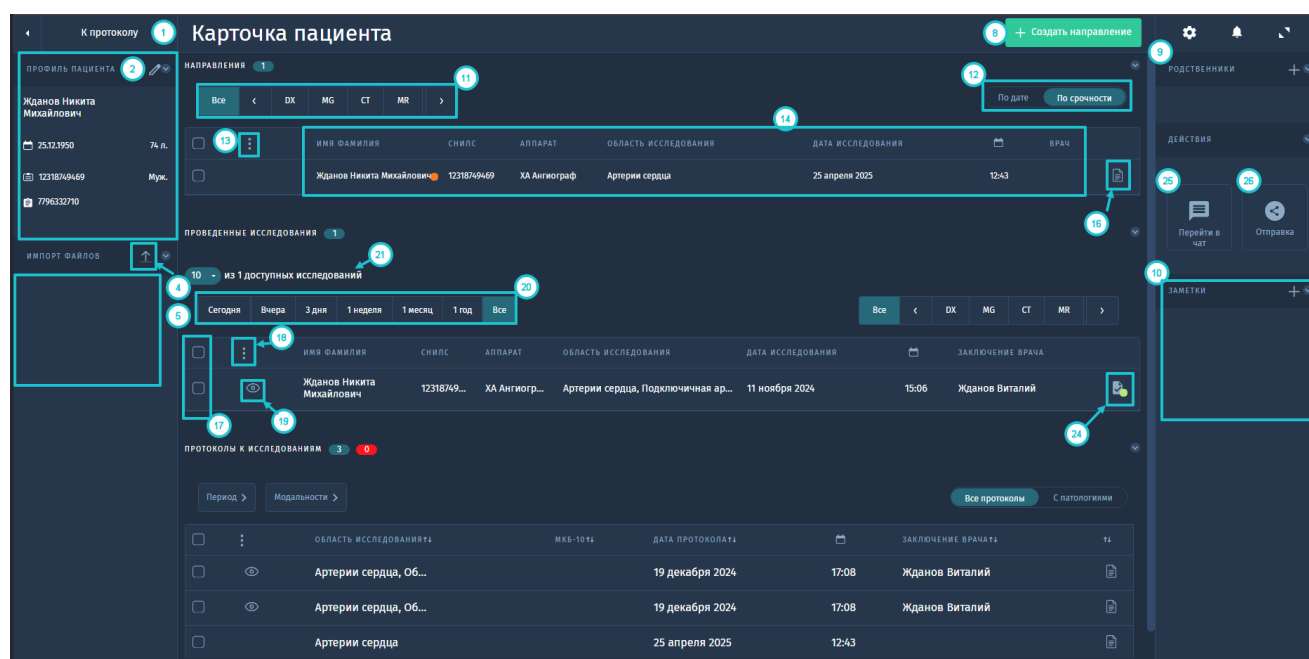 К протоколу 1
Карточка пациента
8 + Создать направление
9
ПРОФИЛЬ ПАЦИЕНТА 2
Жданов Никита
Михайлович
25.12.1950 74 л.
12318749469 Муж.
7796332710
ИМПОРТ ФАЙЛОВ
4
5
НАПРАВЛЕНИЯ 1
11
12
Все ‹ DX MG CT MR ›
По дате По срочности
14
13
ИМЯ ФАМИЛИЯ СНИЛС АППАРАТ ОБЛАСТЬ ИССЛЕДОВАНИЯ ДАТА ИССЛЕДОВАНИЯ ВРАЧ
Жданов Никита Михайлович 12318749469 XA Ангиограф Артерии сердца 25 апреля 2025 12:43
16
ПРОВЕДЕННЫЕ ИССЛЕДОВАНИЯ 1
21
10 из 1 доступных исследований
20
Сегодня Вчера 3 дня 1 неделя 1 месяц 1 год Все
Все ‹ DX MG CT MR ›
18
ИМЯ ФАМИЛИЯ СНИЛС АППАРАТ ОБЛАСТЬ ИССЛЕДОВАНИЯ ДАТА ИССЛЕДОВАНИЯ ЗАКЛЮЧЕНИЕ ВРАЧА
Жданов Никита
Михайлович
12318749... XA Ангиогр... Артерии сердца, Подключичная ар... 11 ноября 2024 15:06 Жданов Виталий
17
19
24
ПРОТОКОЛЫ К ИССЛЕДОВАНИЯМ 3 0
Период › Модальности ›
Все протоколы С патологиями
ОБЛАСТЬ ИССЛЕДОВАНИЯ↑↓ МКБ-10↑↓ ДАТА ПРОТОКОЛА↑↓ ЗАКЛЮЧЕНИЕ ВРАЧА↑↓ ↑↓
Артерии сердца, Об... 19 декабря 2024 17:08 Жданов Виталий
Артерии сердца, Об... 19 декабря 2024 17:08 Жданов Виталий
Артерии сердца 25 апреля 2025 12:43
РОДСТВЕННИКИ +
ДЕЙСТВИЯ
25
26
Перейти в
чат
Отправка
10
ЗАМЕТКИ +